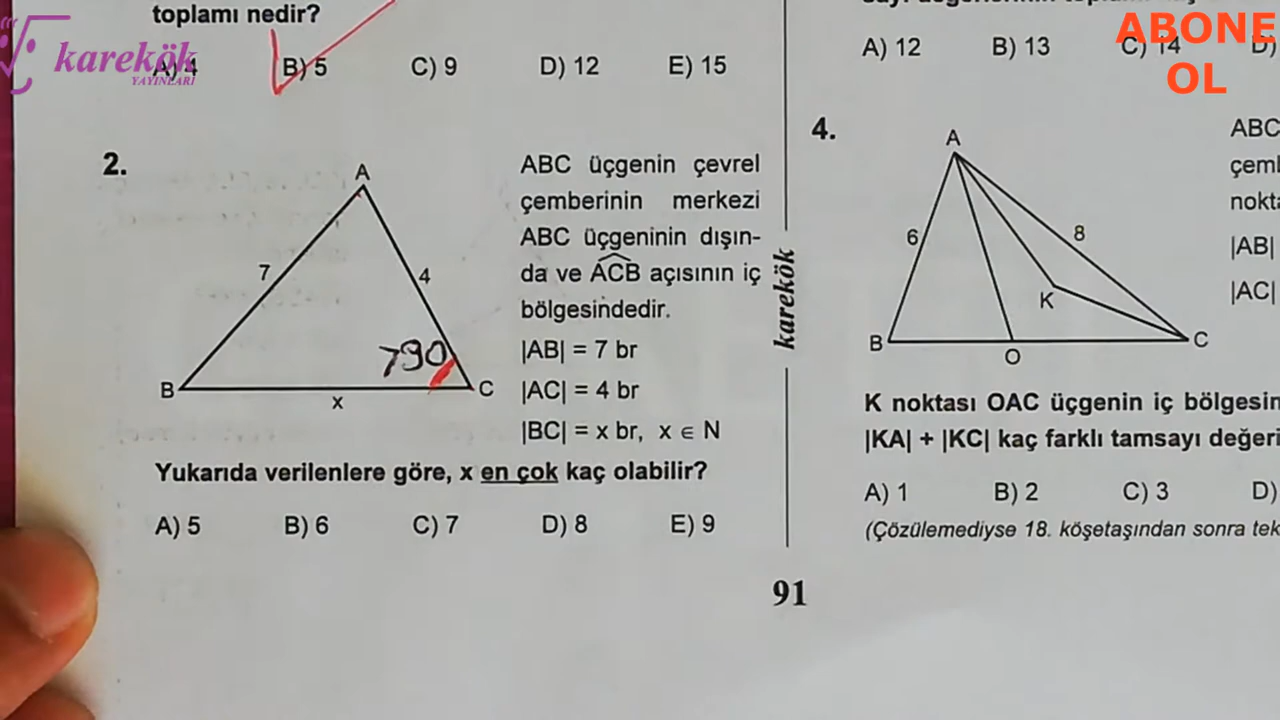 toplamı nedir?
A) 4 B) 5 C) 9 D) 12 E) 15
karekök
YAYINLARI
2.
A
7
4
790
B
x
C
ABC üçgenin çevrel
çemberinin merkezi
ABC üçgeninin dışın-
da ve ACB açısının iç
bölgesindedir.
|AB| = 7 br
|AC| = 4 br
|BC| = x br, x ∈ N
Yukarıda verilenlere göre, x en çok kaç olabilir?
A) 5 B) 6 C) 7 D) 8 E) 9
karekök
91
A) 12 B) 13 C) 14 D)
ABONE
OL
4.
A
6
8
K
B
O
C
ABC
|AB|
|AC|
K noktası OAC üçgenin iç
|KA| + |KC| kaç farklı tamsayı
A) 1 B) 2 C) 3 D)
(Çözülemediyse 18. köşetaşından sonra